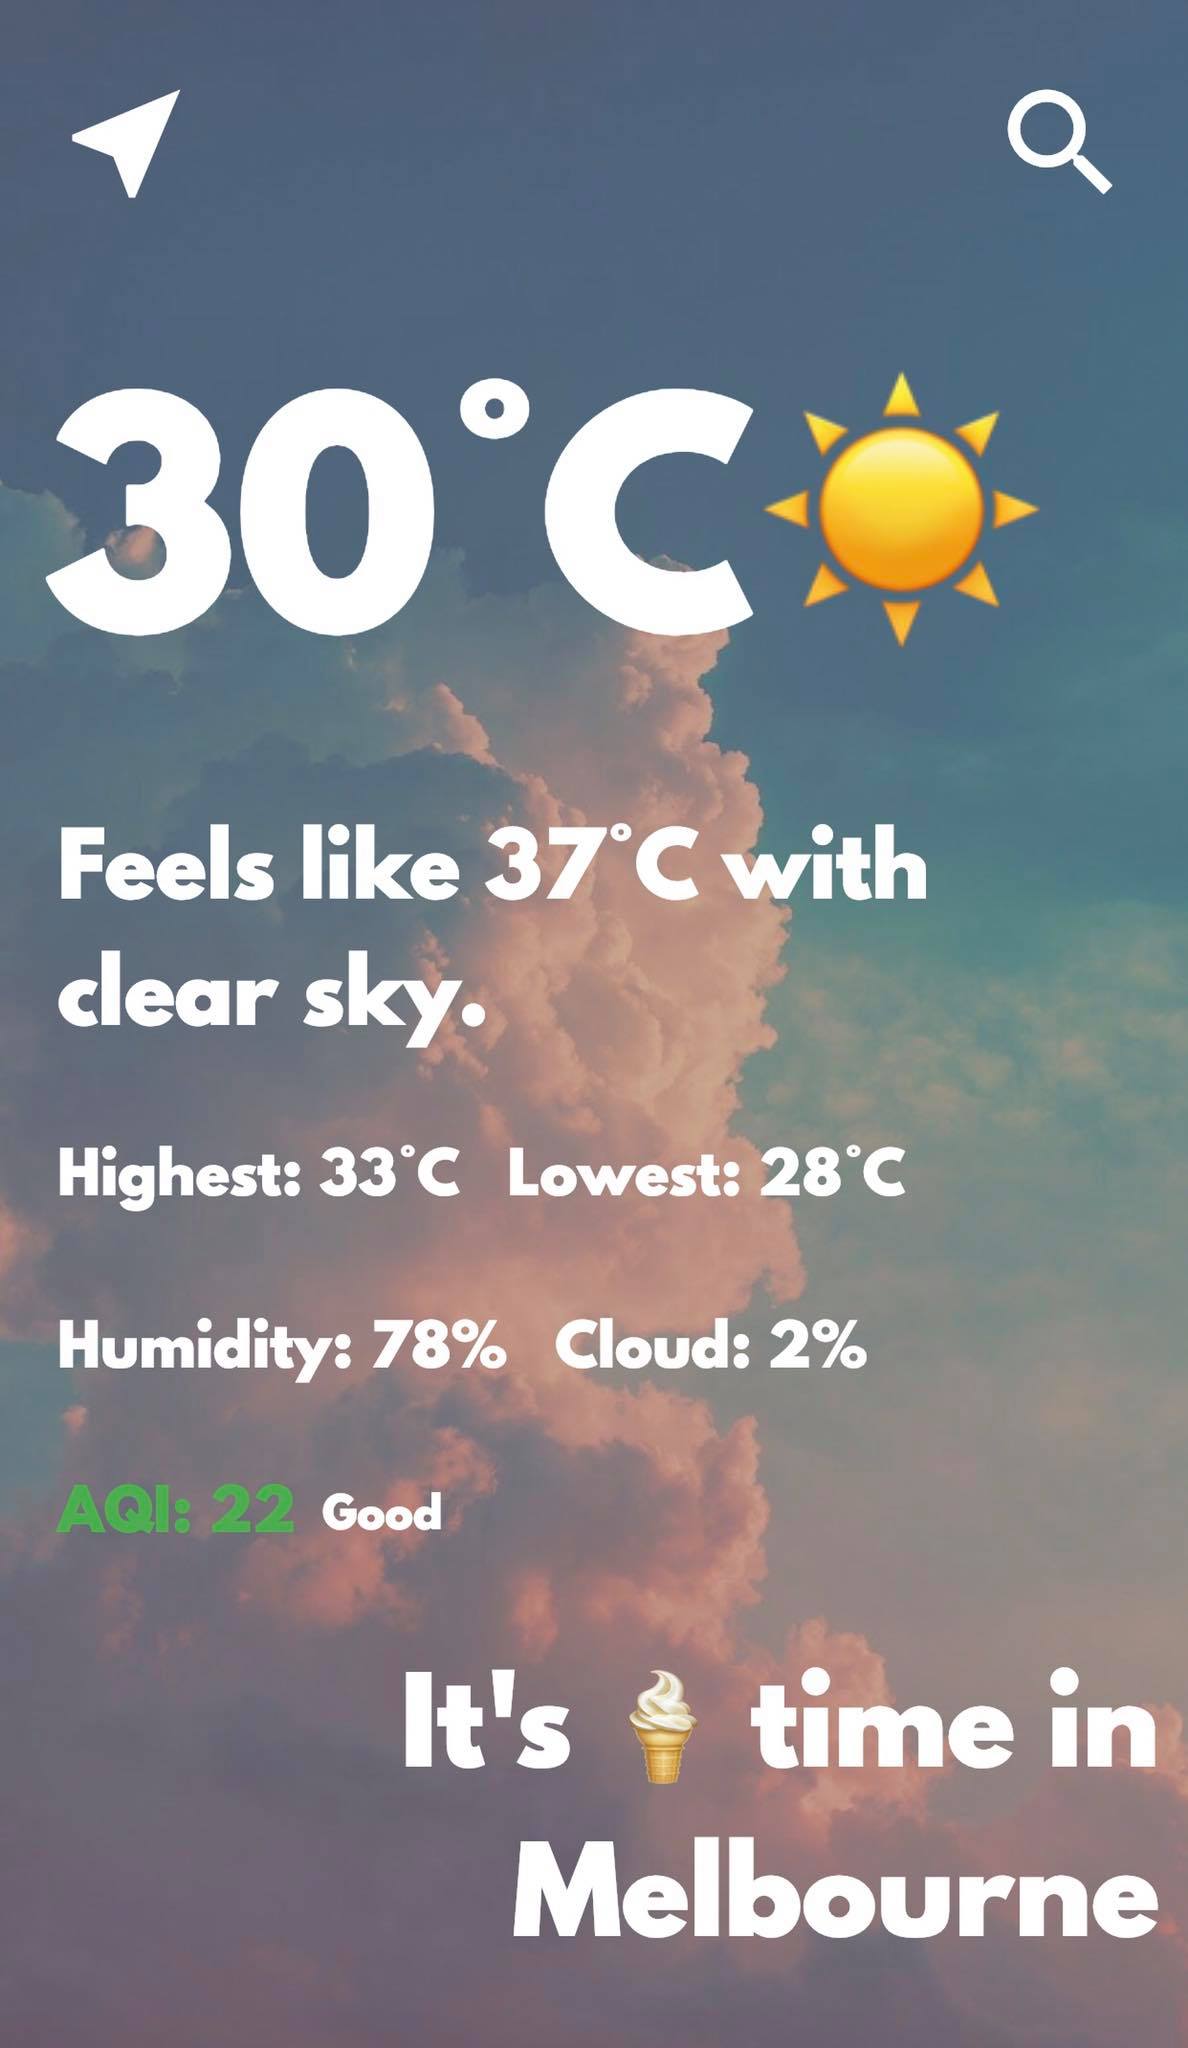 30°C☀️
Feels like 37°C with
clear sky.
Highest: 33°C Lowest: 28°C
Humidity: 78% Cloud: 2%
AQI: 22 Good
It's 🍦 time in
Melbourne